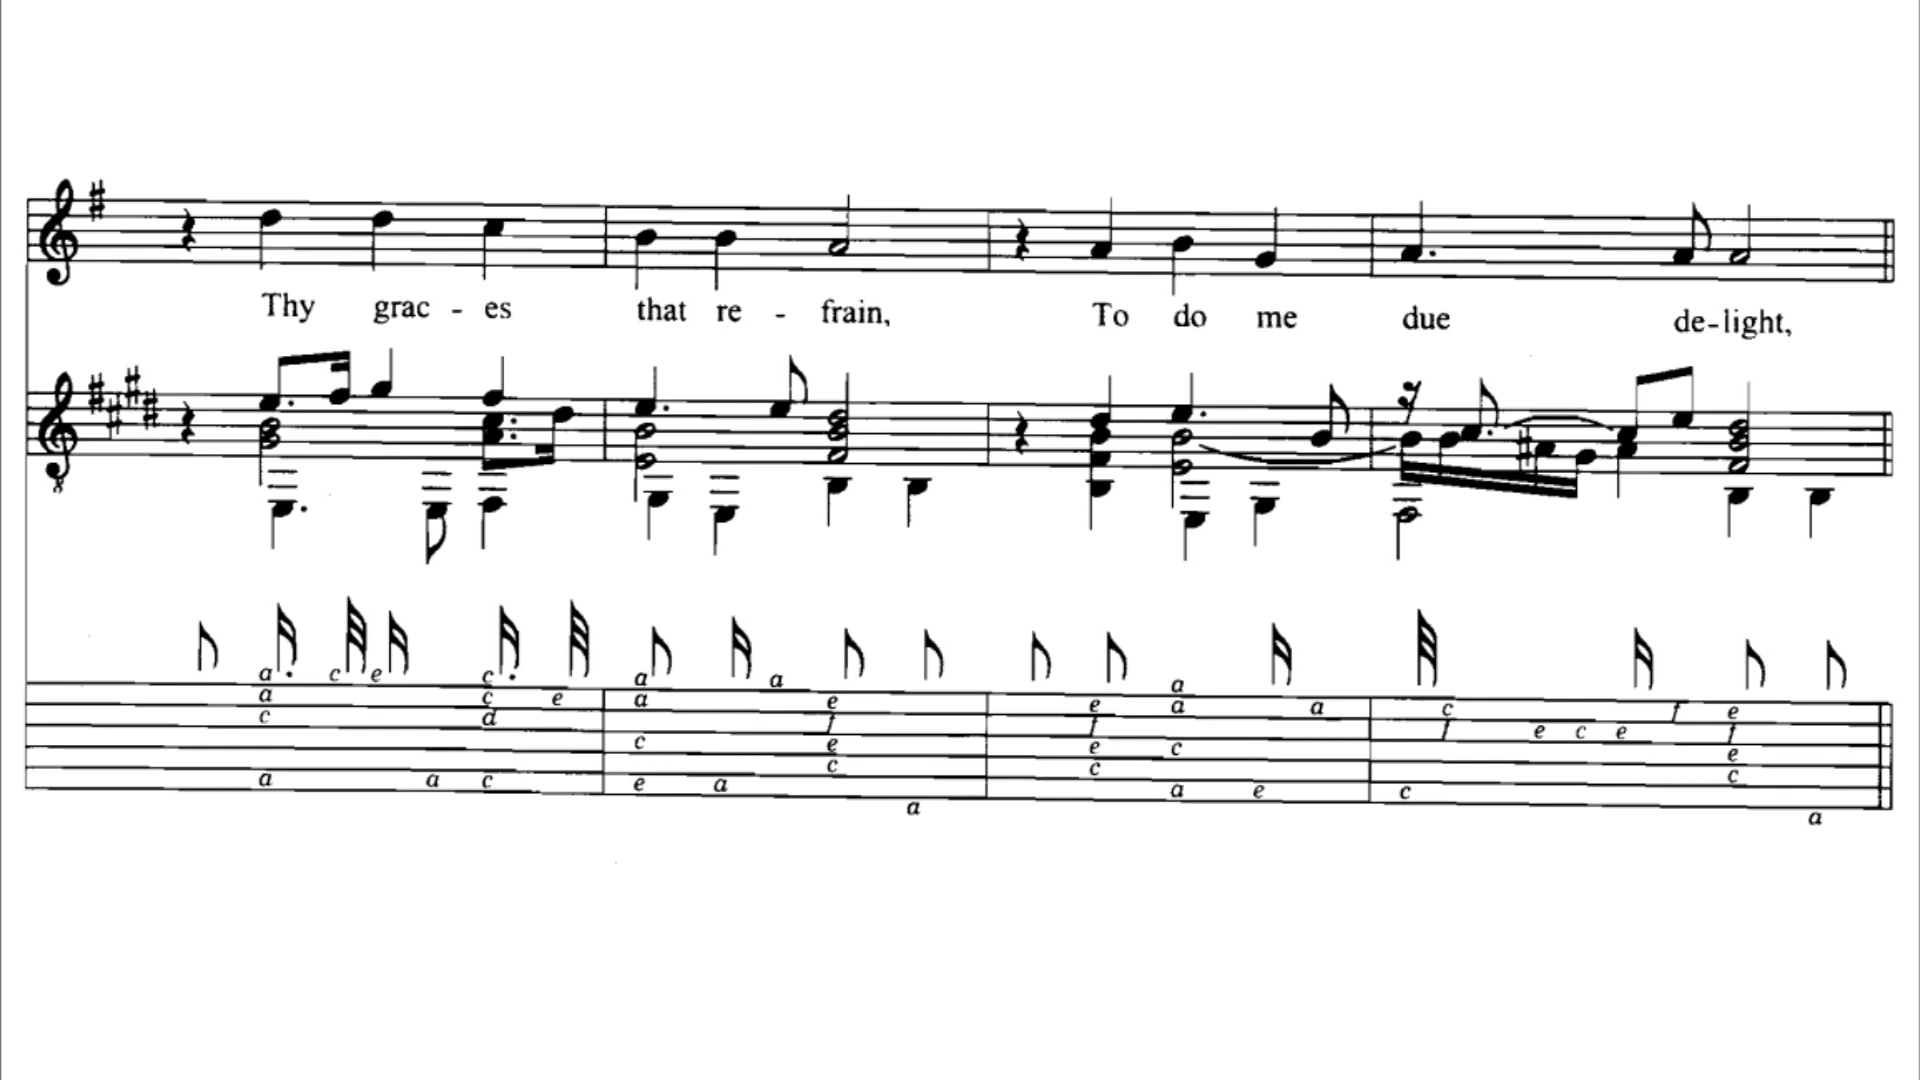 Thy grac - es that re - frain, To do me due de-light,
a . c e c . a a a
a c e a e e a a c f e
c d f f f e c e f
c e e c e
c c c
a a c e a a e c
a a